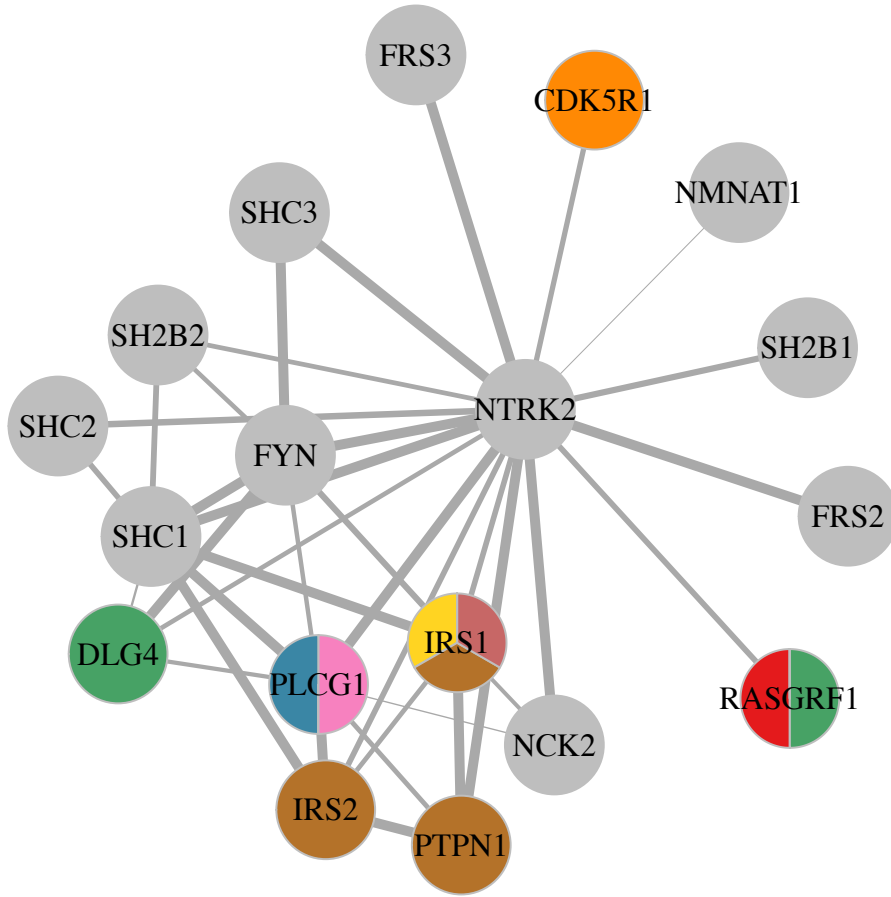 FRS3
CDK5R1
NMNAT1
SHC3
SH2B2
SH2B1
NTRK2
SHC2
FYN
FRS2
SHC1
IRS1
DLG4
PLCG1
RASGRF1
NCK2
IRS2
PTPN1